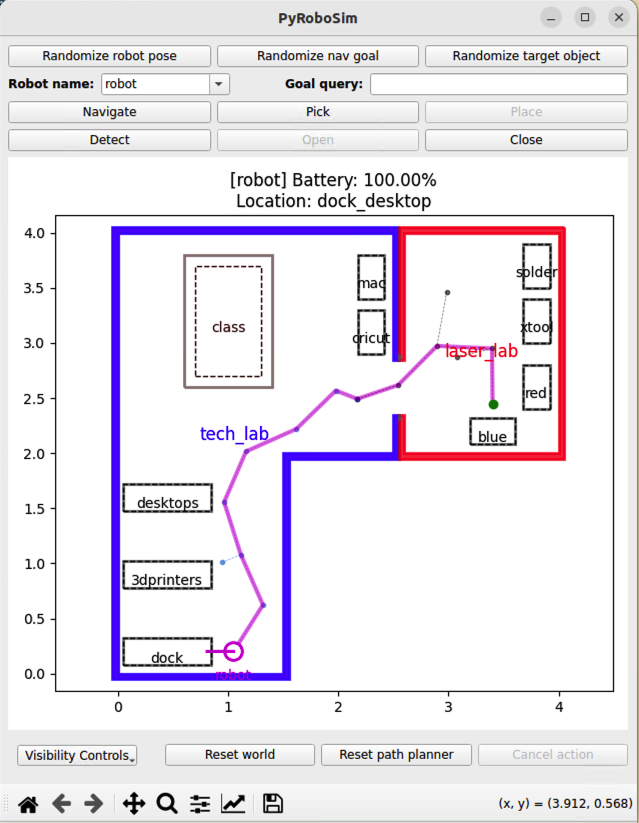 PyRoboSim
Randomize robot pose
Randomize nav goal
Randomize target object
Robot name: robot
Goal query:
Navigate
Pick
Place
Detect
Open
Close
[robot] Battery: 100.00%
Location: dock_desktop
4.0
3.5
3.0
2.5
2.0
1.5
1.0
0.5
0.0
class
mac
cricut
solder
xtool
laser_lab
red
blue
tech_lab
desktops
3dprinters
dock
robot
0 1 2 3 4
Visibility Controls
Reset world
Reset path planner
Cancel action
(x, y) = (3.912, 0.568)